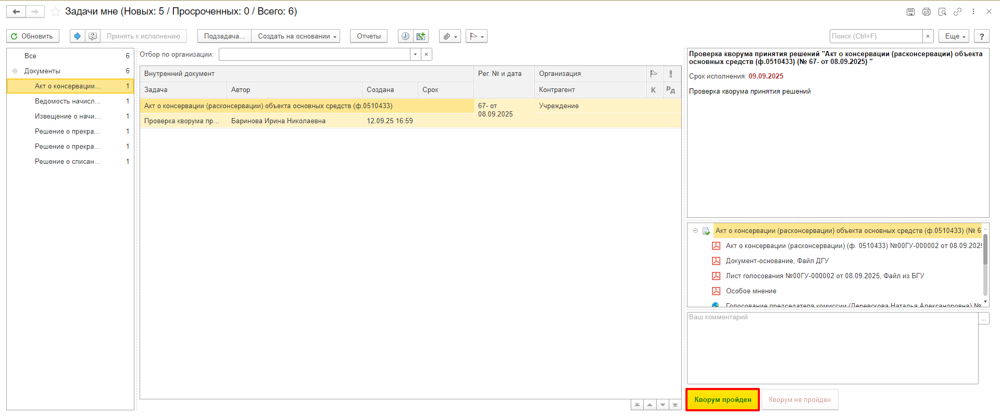 Задачи мне (Новых: 5 / Просроченных: 0 / Всего: 6)
Обновить
Принять к исполнению
Подзадача...
Создать на основании
Отчеты
Поиск (Ctrl+F)
×
Еще
?
Все 6
Документы 6
Акт о консервации... 1
Ведомость начисл... 1
Извещение о начи... 1
Решение о прекра... 1
Решение о прекра... 1
Решение о списан... 1
Отбор по организации:
×
Внутренний документ
Рег. № и дата
Организация
!
Задача
Автор
Создана
Срок
Контрагент
К
Рд
Акт о консервации (расконсервации) объекта основных средств (ф.0510433)
67- от
08.09.2025
Учреждение
Проверка кворума пр...
Баринова Ирина Николаевна
12.09.25 16:59
Проверка кворума принятия решений "Акт о консервации (расконсервации) объекта
основных средств (ф.0510433) (№ 67- от 08.09.2025) "
Срок исполнения: 09.09.2025
Проверка кворума принятия решений
Акт о консервации (расконсервации) объекта основных средств (ф.0510433) (№ 6
Акт о консервации (расконсервации) (ф. 0510433) №00ГУ-000002 от 08.09.2025
Документ-основание, Файл ДГУ
Лист голосования №00ГУ-000002 от 08.09.2025, Файл из БГУ
Особое мнение
Голосование председателя комиссии (Деревскова Наталья Александровна) №
Ваш комментарий
...
Кворум пройден
Кворум не пройден